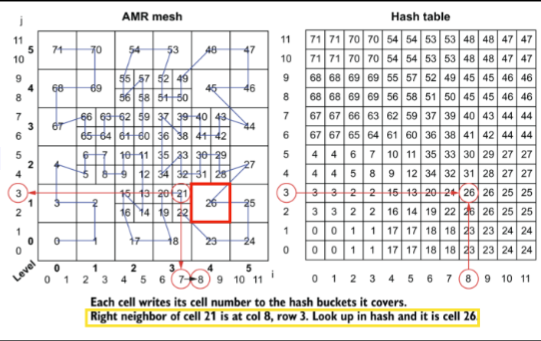 AMR mesh
j
11
5 71 70 54 53 48 47
10
9 55 57 52 49
4 68 69 45 46
8 56 58 51 50
7 66 63 62 59 37 39 40 43
3 67 44
6 65 64 61 60 36 38 41 42
5 6 7 10 11 35 33 30 29
2 4 27
4 5 8 9 12 34 32 31 28
3 15 13 20 21
1 3 2 26 25
2 16 14 19 22
1
0 0 1 17 18 23 24
0
Level 0 1 2 3 4 5
0 1 2 3 4 5 6 7 8 9 10 11 i
Hash table
11 71 71 70 70 54 54 53 53 48 48 47 47
10 71 71 70 70 54 54 53 53 48 48 47 47
9 68 68 69 69 55 57 52 49 45 45 46 46
8 68 68 69 69 56 58 51 50 45 45 46 46
7 67 67 66 63 62 59 37 39 40 43 44 44
6 67 67 65 64 61 60 36 38 41 42 44 44
5 4 4 6 7 10 11 35 33 30 29 27 27
4 4 4 5 8 9 12 34 32 31 28 27 27
3 3 3 2 2 15 13 20 21 26 26 25 25
2 3 3 2 2 16 14 19 22 26 26 25 25
1 0 0 1 1 17 17 18 18 23 23 24 24
0 0 0 1 1 17 17 18 18 23 23 24 24
0 1 2 3 4 5 6 7 8 9 10 11
Each cell writes its cell number to the hash buckets it covers.
Right neighbor of cell 21 is at col 8, row 3. Look up in hash and it is cell 26.